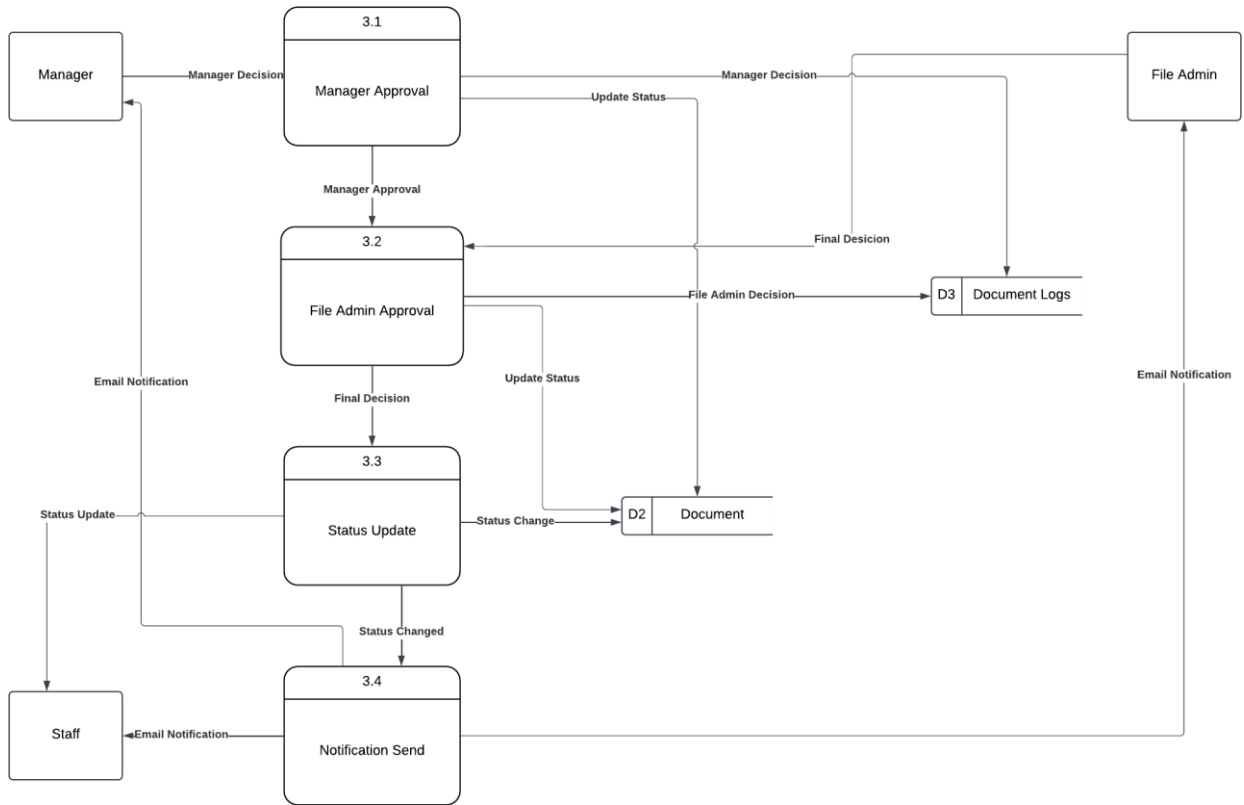 3.1
Manager
Manager Decision
Manager Approval
Manager Decision
File Admin
Update Status
Manager Approval
3.2
Final Desicion
File Admin Approval
File Admin Decision
D3
Document Logs
Email Notification
Update Status
Email Notification
Final Decision
3.3
Status Update
Status Update
Status Change
D2
Document
Status Changed
3.4
Staff
Email Notification
Notification Send